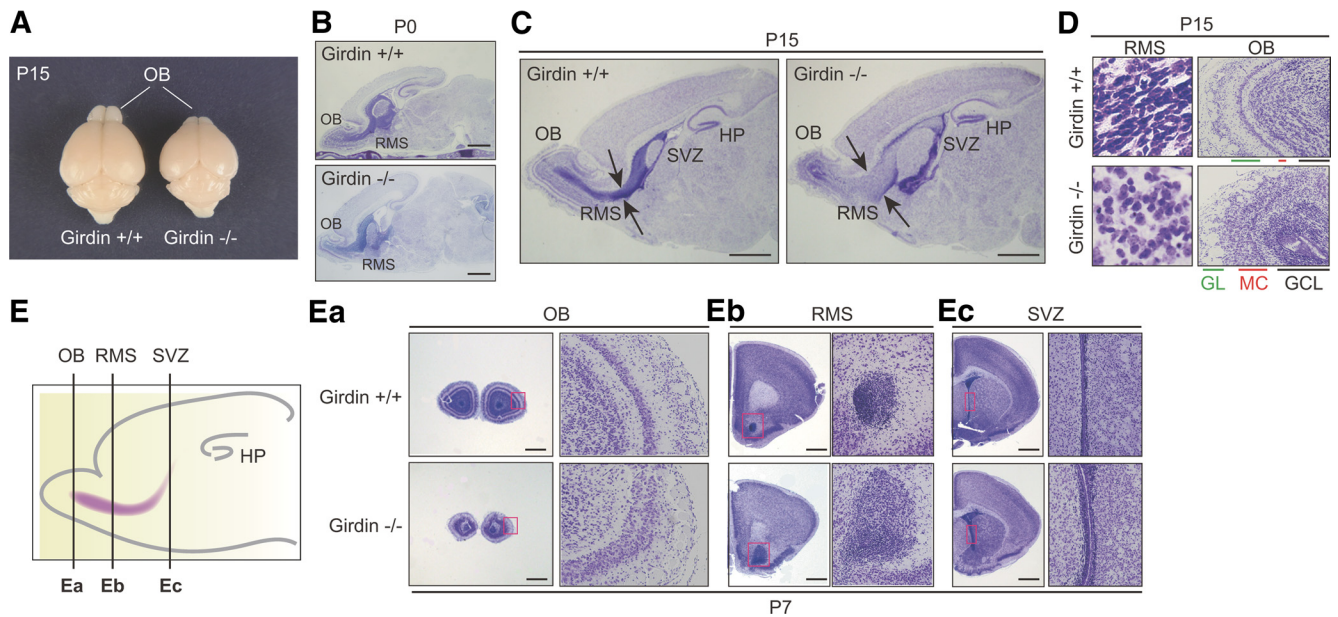 A
P15
OB
Girdin +/+
Girdin -/-
B
P0
Girdin +/+
OB
RMS
Girdin -/-
OB
RMS
C
P15
Girdin +/+
OB
HP
SVZ
RMS
Girdin -/-
OB
HP
SVZ
RMS
D
P15
RMS
OB
Girdin +/+
Girdin -/-
GL
MC
GCL
E
OB
RMS
SVZ
HP
Ea
Eb
Ec
Ea
OB
Eb
RMS
Ec
SVZ
Girdin +/+
Girdin -/-
P7